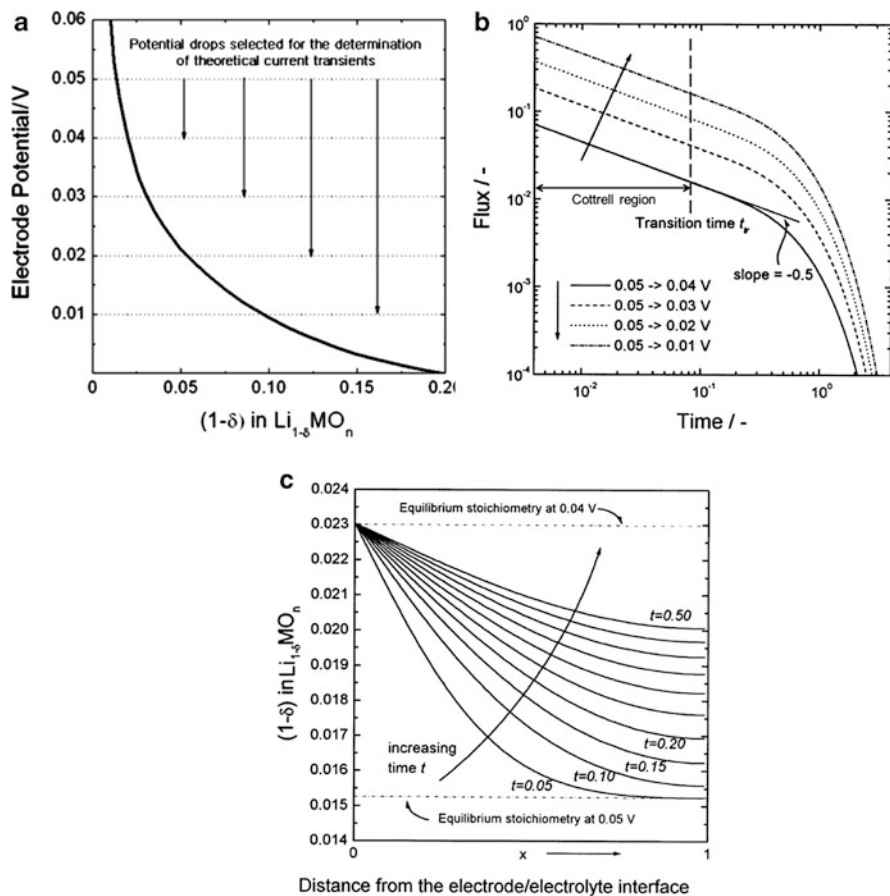 a
Potential drops selected for the determination
of theoretical current transients
Electrode Potential/V
0.06
0.05
0.04
0.03
0.02
0.01
0
0.05
0.10
0.15
0.20
(1-δ) in Li1-δMOn
b
Flux / -
10^0
10^-1
10^-2
10^-3
10^-4
Cottrell region
Transition time ttr
slope = -0.5
0.05 -> 0.04 V
0.05 -> 0.03 V
0.05 -> 0.02 V
0.05 -> 0.01 V
10^-2
10^-1
10^0
Time / -
c
(1-δ) in Li1-δMOn
0.024
0.023
0.022
0.021
0.020
0.019
0.018
0.017
0.016
0.015
0.014
Equilibrium stoichiometry at 0.04 V
t=0.50
t=0.20
t=0.15
t=0.10
t=0.05
increasing
time t
Equilibrium stoichiometry at 0.05 V
0
x
1
Distance from the electrode/electrolyte interface